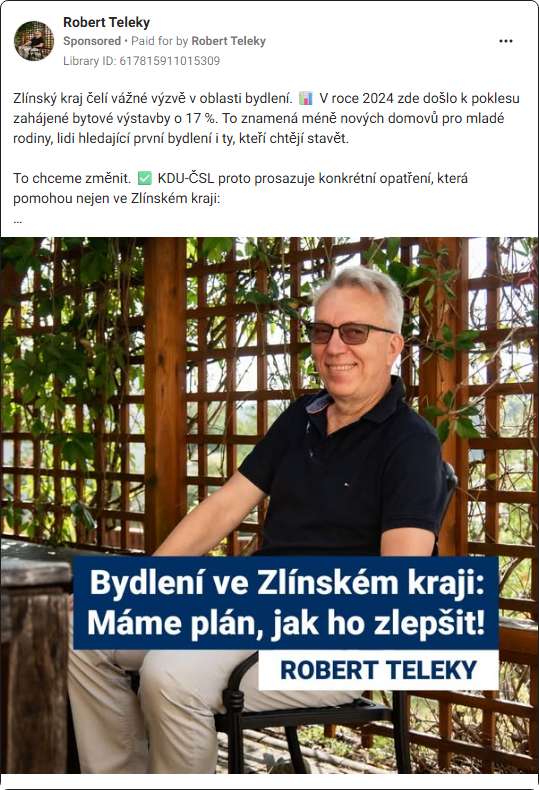 Robert Teleky
Sponsored • Paid for by Robert Teleky
Library ID: 617815911015309
Zlínský kraj čelí vážné výzvě v oblasti bydlení. 📊 V roce 2024 zde došlo k poklesu
zahájené bytové výstavby o 17 %. To znamená méně nových domovů pro mladé
rodiny, lidi hledající první bydlení i ty, kteří chtějí stavět.
To chceme změnit. ✅ KDU-ČSL proto prosazuje konkrétní opatření, která
pomohou nejen ve Zlínském kraji:
...
Bydlení ve Zlínském kraji:
Máme plán, jak ho zlepšit!
ROBERT TELEKY